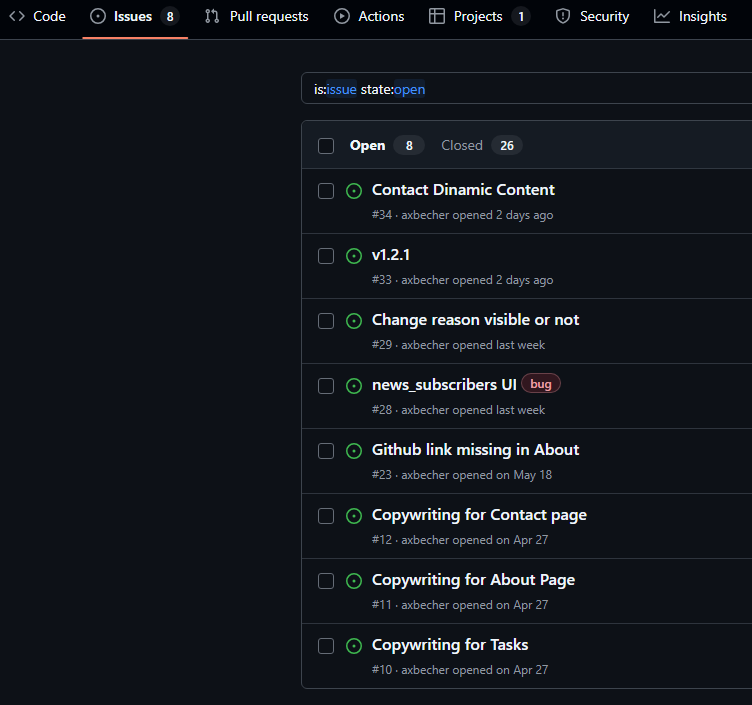 Code Issues 8 Pull requests Actions Projects 1 Security Insights
is:issue state:open
Open 8 Closed 26
Contact Dinamic Content
#34 · axbecher opened 2 days ago
v1.2.1
#33 · axbecher opened 2 days ago
Change reason visible or not
#29 · axbecher opened last week
news_subscribers UI bug
#28 · axbecher opened last week
Github link missing in About
#23 · axbecher opened on May 18
Copywriting for Contact page
#12 · axbecher opened on Apr 27
Copywriting for About Page
#11 · axbecher opened on Apr 27
Copywriting for Tasks
#10 · axbecher opened on Apr 27